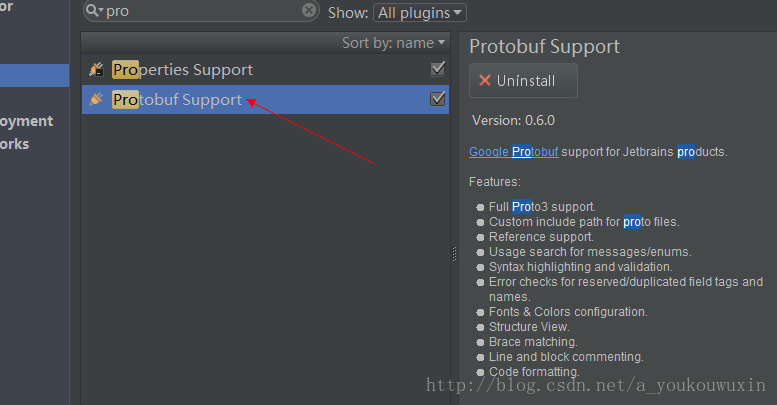 or
pro
Show: All plugins
Sort by: name
Protobuf Support
Properties Support
Uninstall
Protobuf Support
Version: 0.6.0
oyment
orks
Google Protobuf support for Jetbrains products.
Features:
Full Proto3 support.
Custom include path for proto files.
Reference support.
Usage search for messages/enums.
Syntax highlighting and validation.
Error checks for reserved/duplicated field tags and
names.
Fonts & Colors configuration.
Structure View.
Brace matching.
Line and block commenting.
Code formatting.
http://blog.csdn.net/a_youkouwuxin